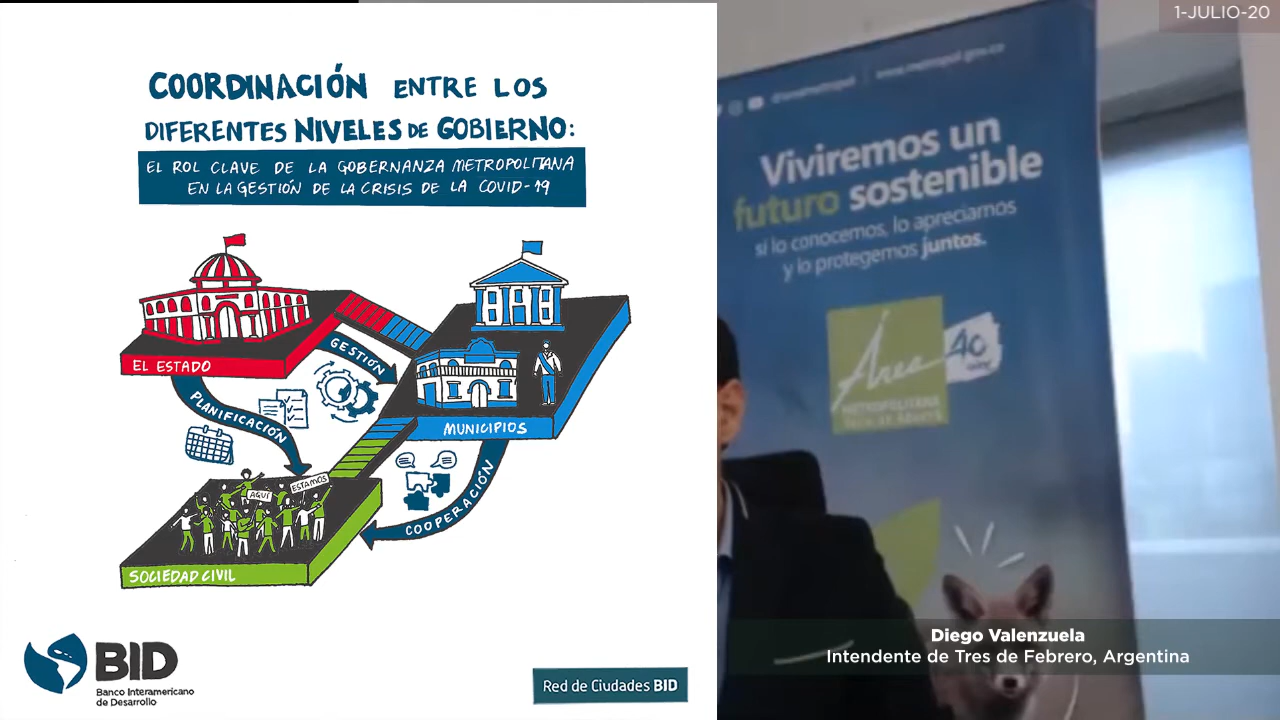 COORDINACIÓN ENTRE LOS
DIFERENTES NIVELES DE GOBIERNO:
EL ROL CLAVE DE LA GOBERNANZA METROPOLITANA
EN LA GESTIÓN DE LA CRISIS DE LA COVID-19
EL ESTADO
GESTIÓN
PLANIFICACIÓN
MUNICIPIOS
AQUÍ
ESTAMOS
COOPERACIÓN
SOCIEDAD CIVIL
BID
Banco Interamericano
de Desarrollo
Red de Ciudades BID
1-JULIO-20
Viviremos un
futuro sostenible
si lo conocemos, lo apreciamos
y lo protegemos juntos.
Área
40
METROPOLITANA
Diego Valenzuela
Intendente de Tres de Febrero, Argentina